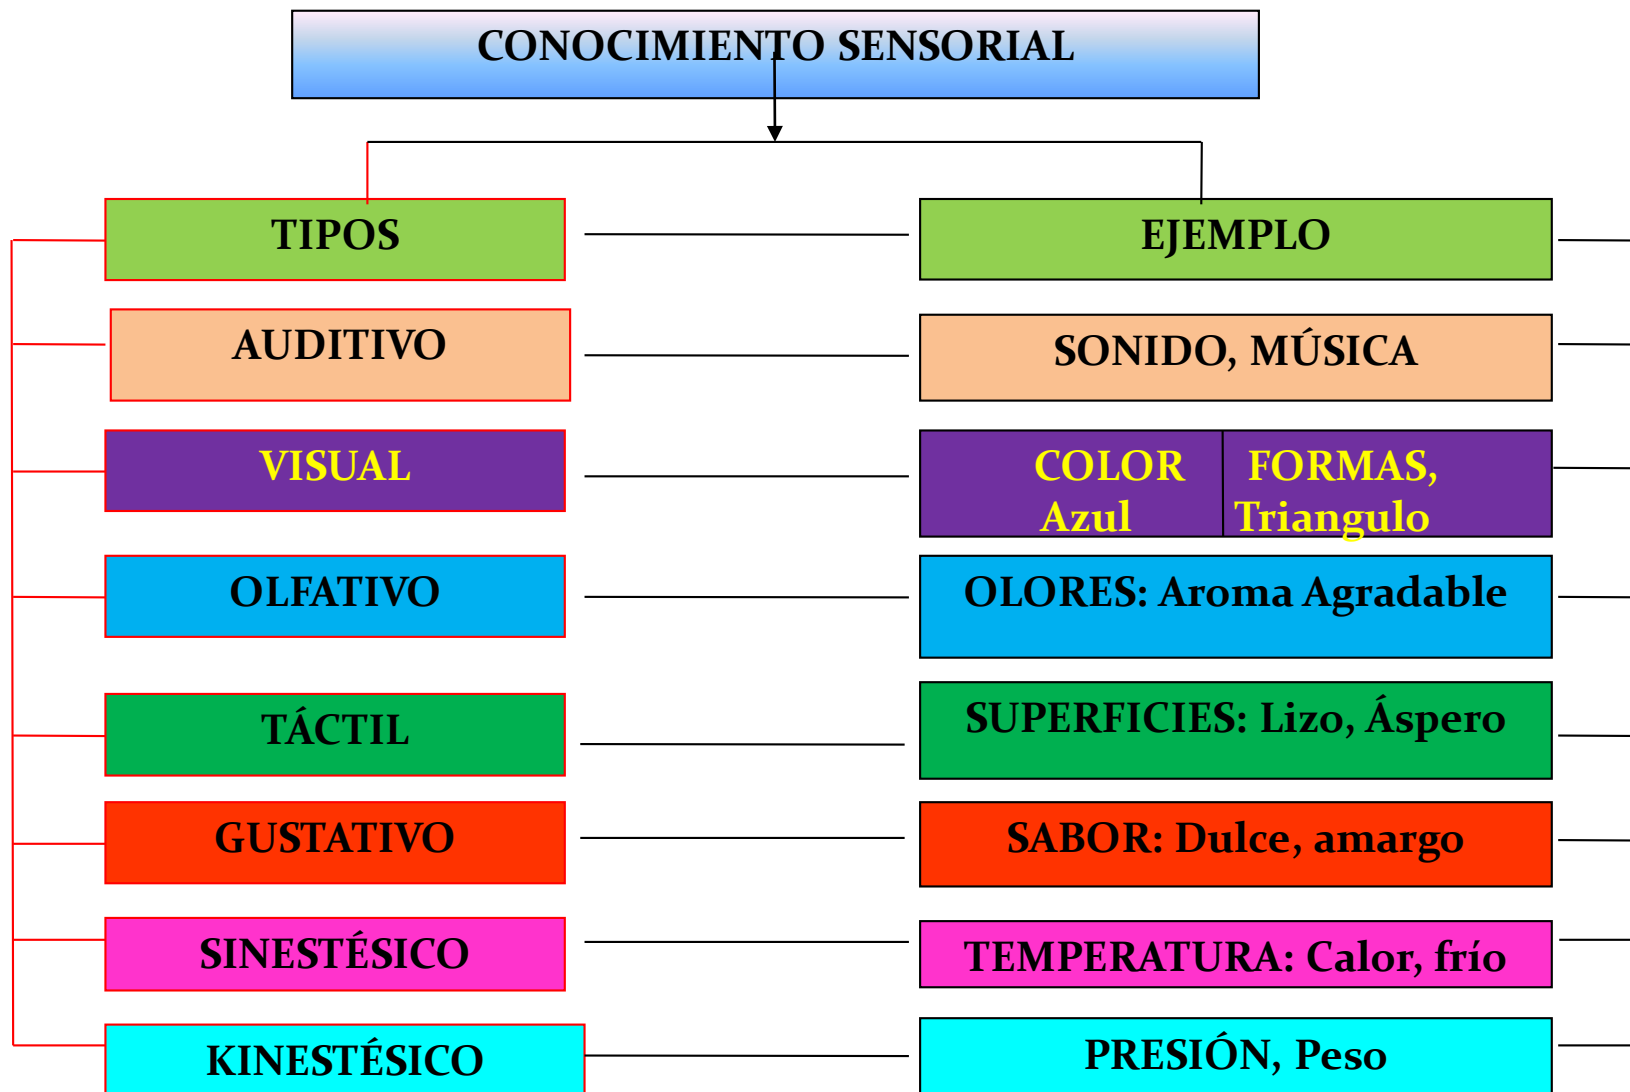 CONOCIMIENTO SENSORIAL
TIPOS
EJEMPLO
AUDITIVO
SONIDO, MÚSICA
VISUAL
COLOR
Azul
FORMAS,
Triangulo
OLFATIVO
OLORES: Aroma Agradable
TÁCTIL
SUPERFICIES: Lizo, Áspero
GUSTATIVO
SABOR: Dulce, amargo
SINESTÉSICO
TEMPERATURA: Calor, frío
KINESTÉSICO
PRESIÓN, Peso